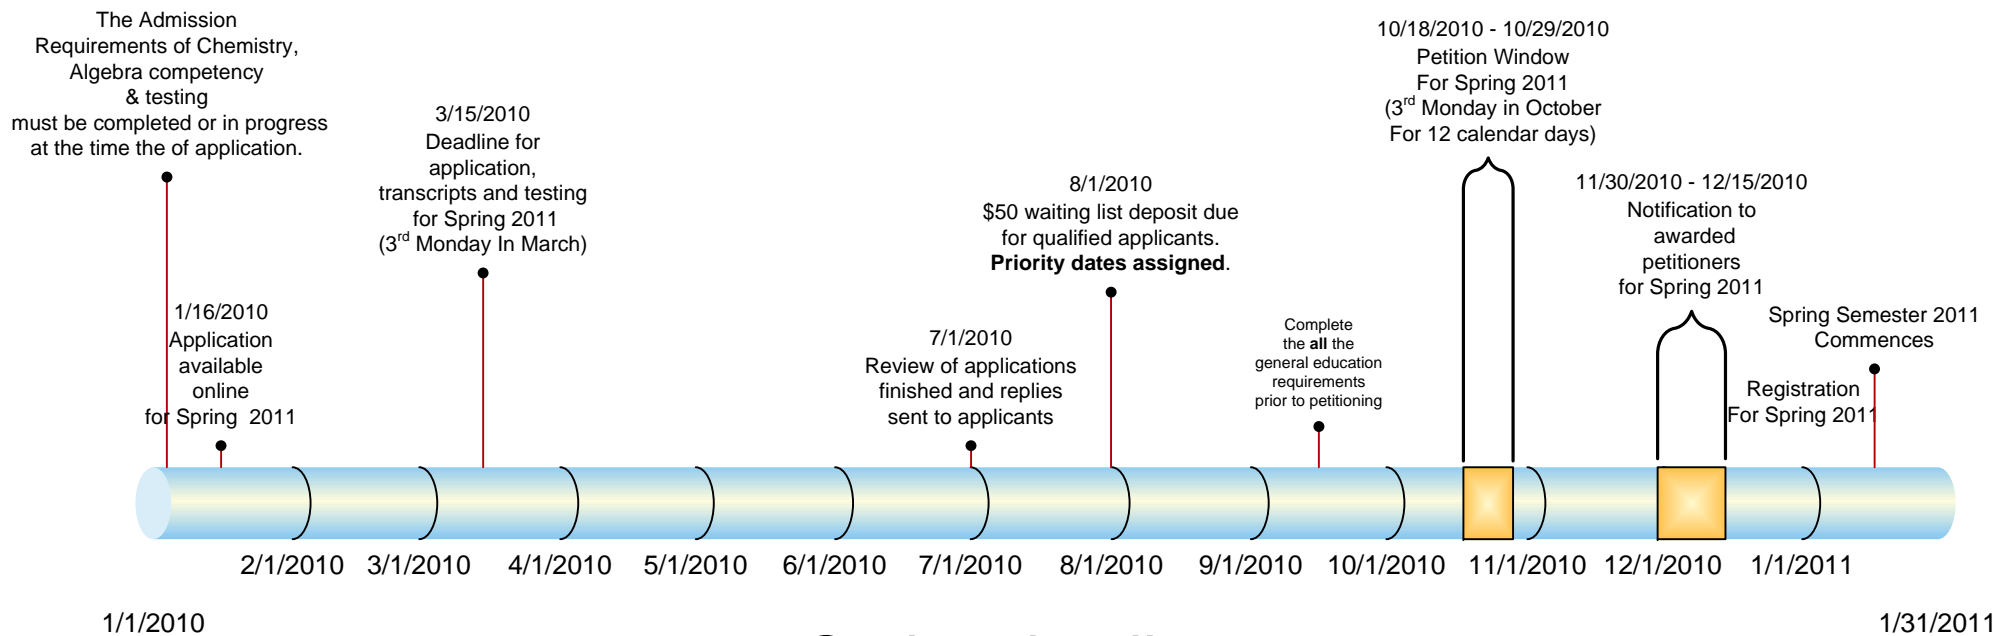 The Admission
Requirements of Chemistry,
Algebra competency
& testing
must be completed or in progress
at the time the of application.
1/16/2010
Application
available
online
for Spring  2011
3/15/2010
Deadline for
application,
transcripts and testing
for Spring 2011
(3rd Monday In March)
7/1/2010
Review of applications
finished and replies
sent to applicants
8/1/2010
$50 waiting list deposit due
for qualified applicants.
Priority dates assigned.
Complete
the all the
general education
requirements
prior to petitioning
10/18/2010 - 10/29/2010
Petition Window
For Spring 2011
(3rd Monday in October
For 12 calendar days)
11/30/2010 - 12/15/2010
Notification to
awarded
petitioners
for Spring 2011
Spring Semester 2011
Commences
Registration
For Spring 2011
2/1/2010 3/1/2010 4/1/2010 5/1/2010 6/1/2010 7/1/2010 8/1/2010 9/1/2010 10/1/2010 11/1/2010 12/1/2010 1/1/2011
1/1/2010 1/31/2011